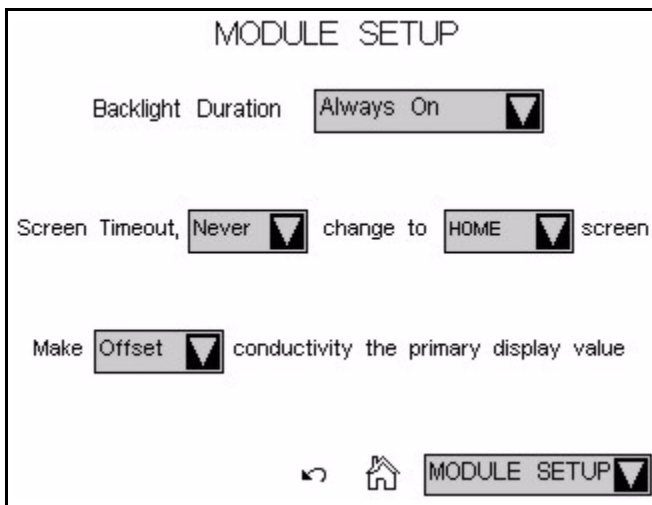 MODULE SETUP
Backlight Duration Always On
Screen Timeout, Never change to HOME screen
Make Offset conductivity the primary display value
MODULE SETUP